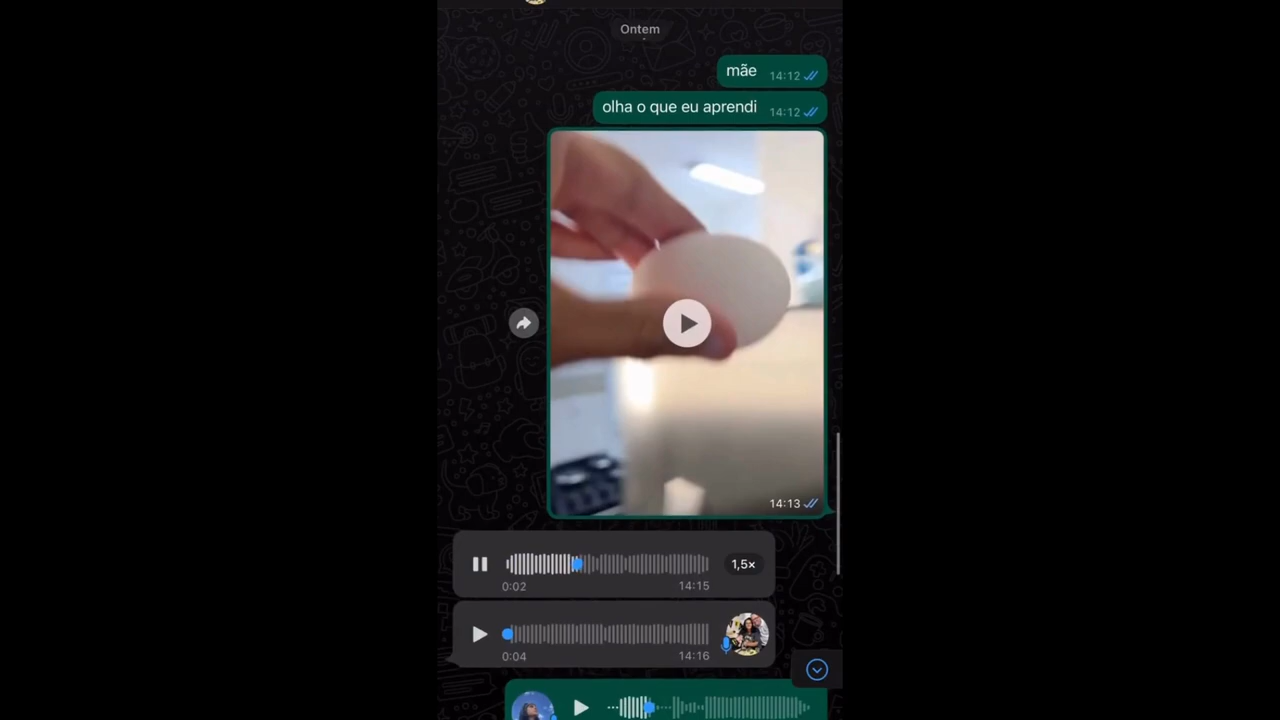 Ontem
mãe 14:12
olha o que eu aprendi 14:12
14:13
1,5×
0:02 14:15
0:04 14:16